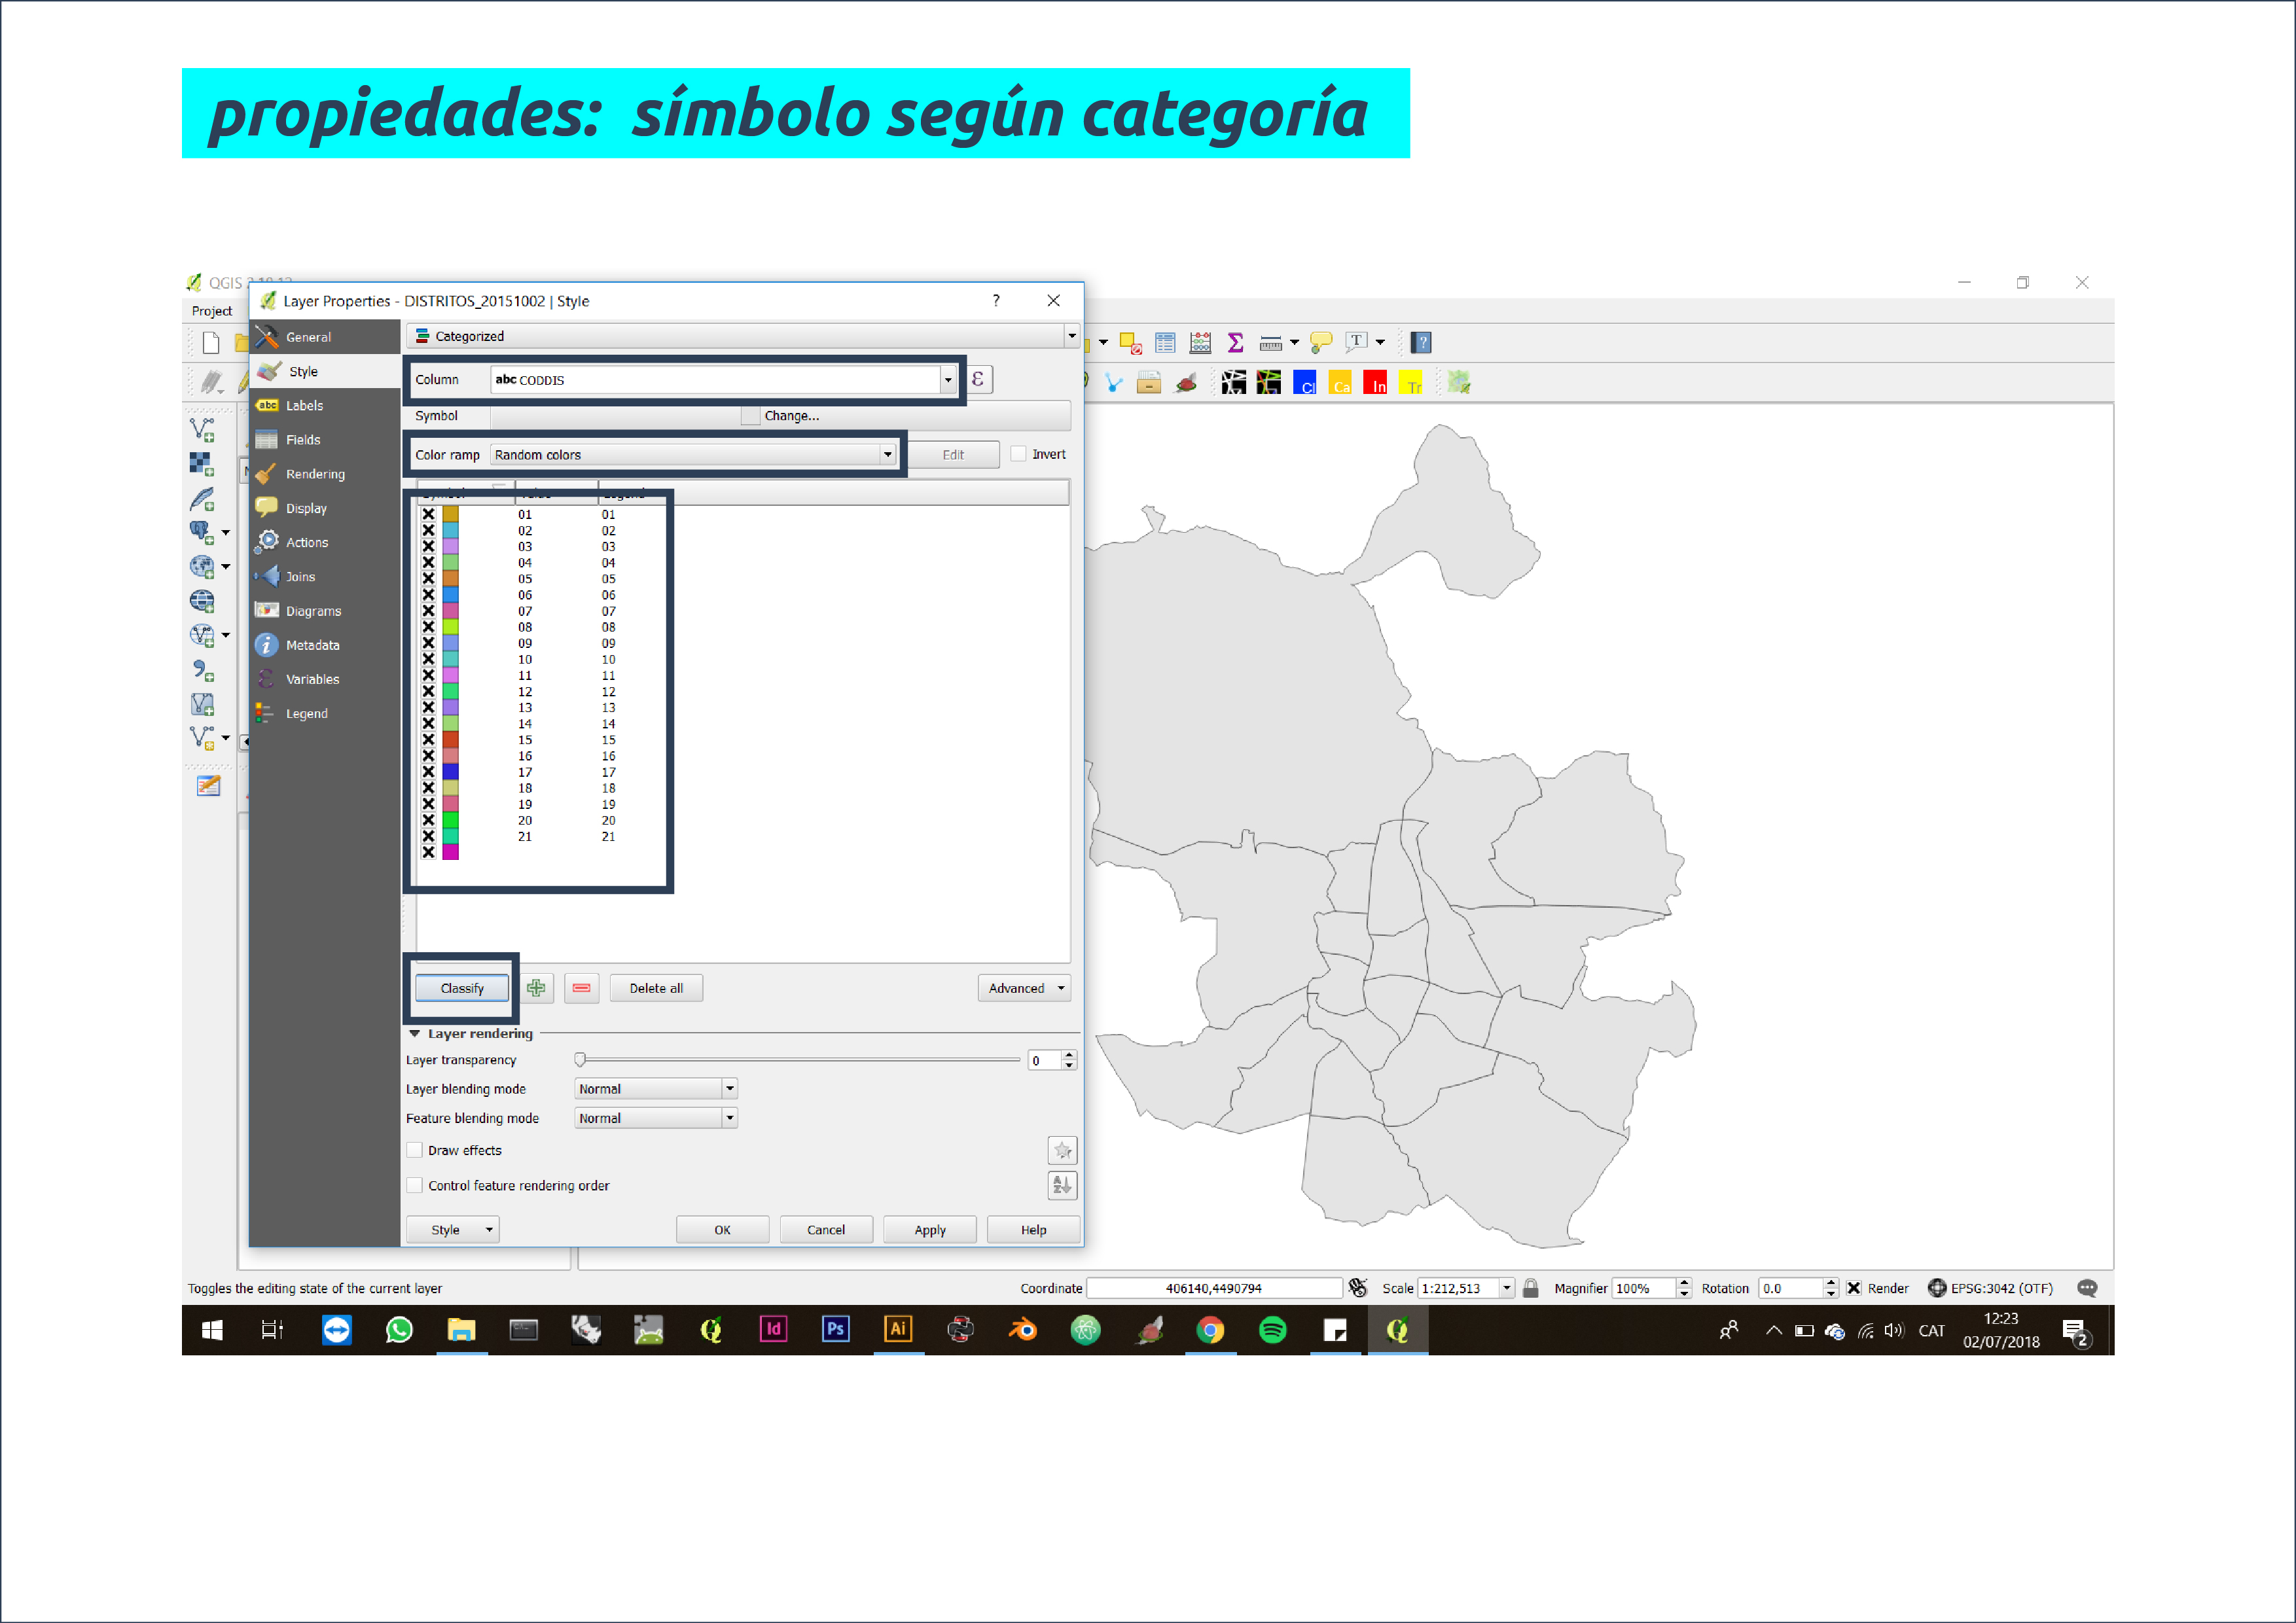 propiedades: símbolo según categoría
QGIS
Layer Properties - DISTRITOS_20151002 | Style
?
Project
General
Style
Labels
Fields
Rendering
Display
Actions
Joins
Diagrams
Metadata
Variables
Legend
Categorized
Column abc CODDIS ε
Symbol Change...
Color ramp Random colors Edit Invert
01 01
02 02
03 03
04 04
05 05
06 06
07 07
08 08
09 09
10 10
11 11
12 12
13 13
14 14
15 15
16 16
17 17
18 18
19 19
20 20
21 21
Classify Delete all Advanced
Layer rendering
Layer transparency 0
Layer blending mode Normal
Feature blending mode Normal
Draw effects
Control feature rendering order
Style OK Cancel Apply Help
Cl Ca In Tr
Toggles the editing state of the current layer Coordinate 406140,4490794 Scale 1:212,513 Magnifier 100% Rotation 0.0 Render EPSG:3042 (OTF)
Id Ps Ai CAT 12:23
02/07/2018 2